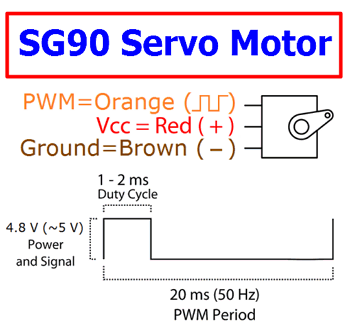 SG90 Servo Motor
PWM=Orange (⎍⎍)
Vcc = Red ( + )
Ground=Brown ( − )
1 - 2 ms
Duty Cycle
4.8 V (~5 V)
Power
and Signal
20 ms (50 Hz)
PWM Period